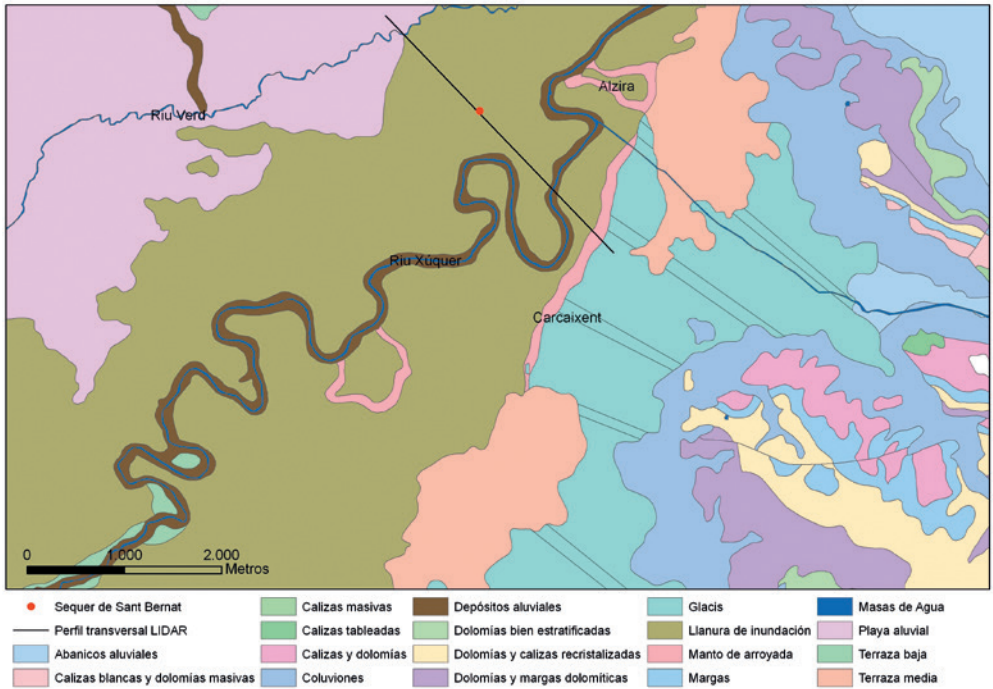 Alzira
Riu Verd
Riu Xúquer
Carcaixent
0 1.000 2.000
Metros
Sequer de Sant Bernat
Perfil transversal LIDAR
Abanicos aluviales
Calizas blancas y dolomías masivas
Calizas masivas
Calizas tableadas
Calizas y dolomías
Coluviones
Depósitos aluviales
Dolomías bien estratificadas
Dolomías y calizas recristalizadas
Dolomías y margas dolomíticas
Glacis
Llanura de inundación
Manto de arroyada
Margas
Masas de Agua
Playa aluvial
Terraza baja
Terraza media